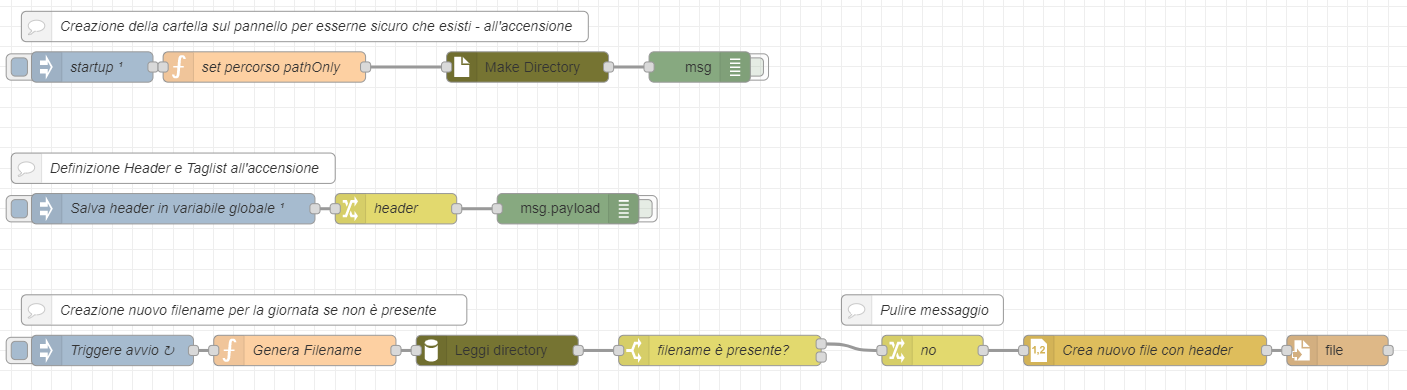 Creazione della cartella sul pannello per esserne sicuro che esisti - all'accensione
startup ¹ set percorso pathOnly Make Directory msg
Definizione Header e Taglist all'accensione
Salva header in variabile globale ¹ header msg.payload
Creazione nuovo filename per la giornata se non è presente Pulire messaggio
Triggere avvio ↻ Genera Filename Leggi directory filename è presente? no 1,2 Crea nuovo file con header file